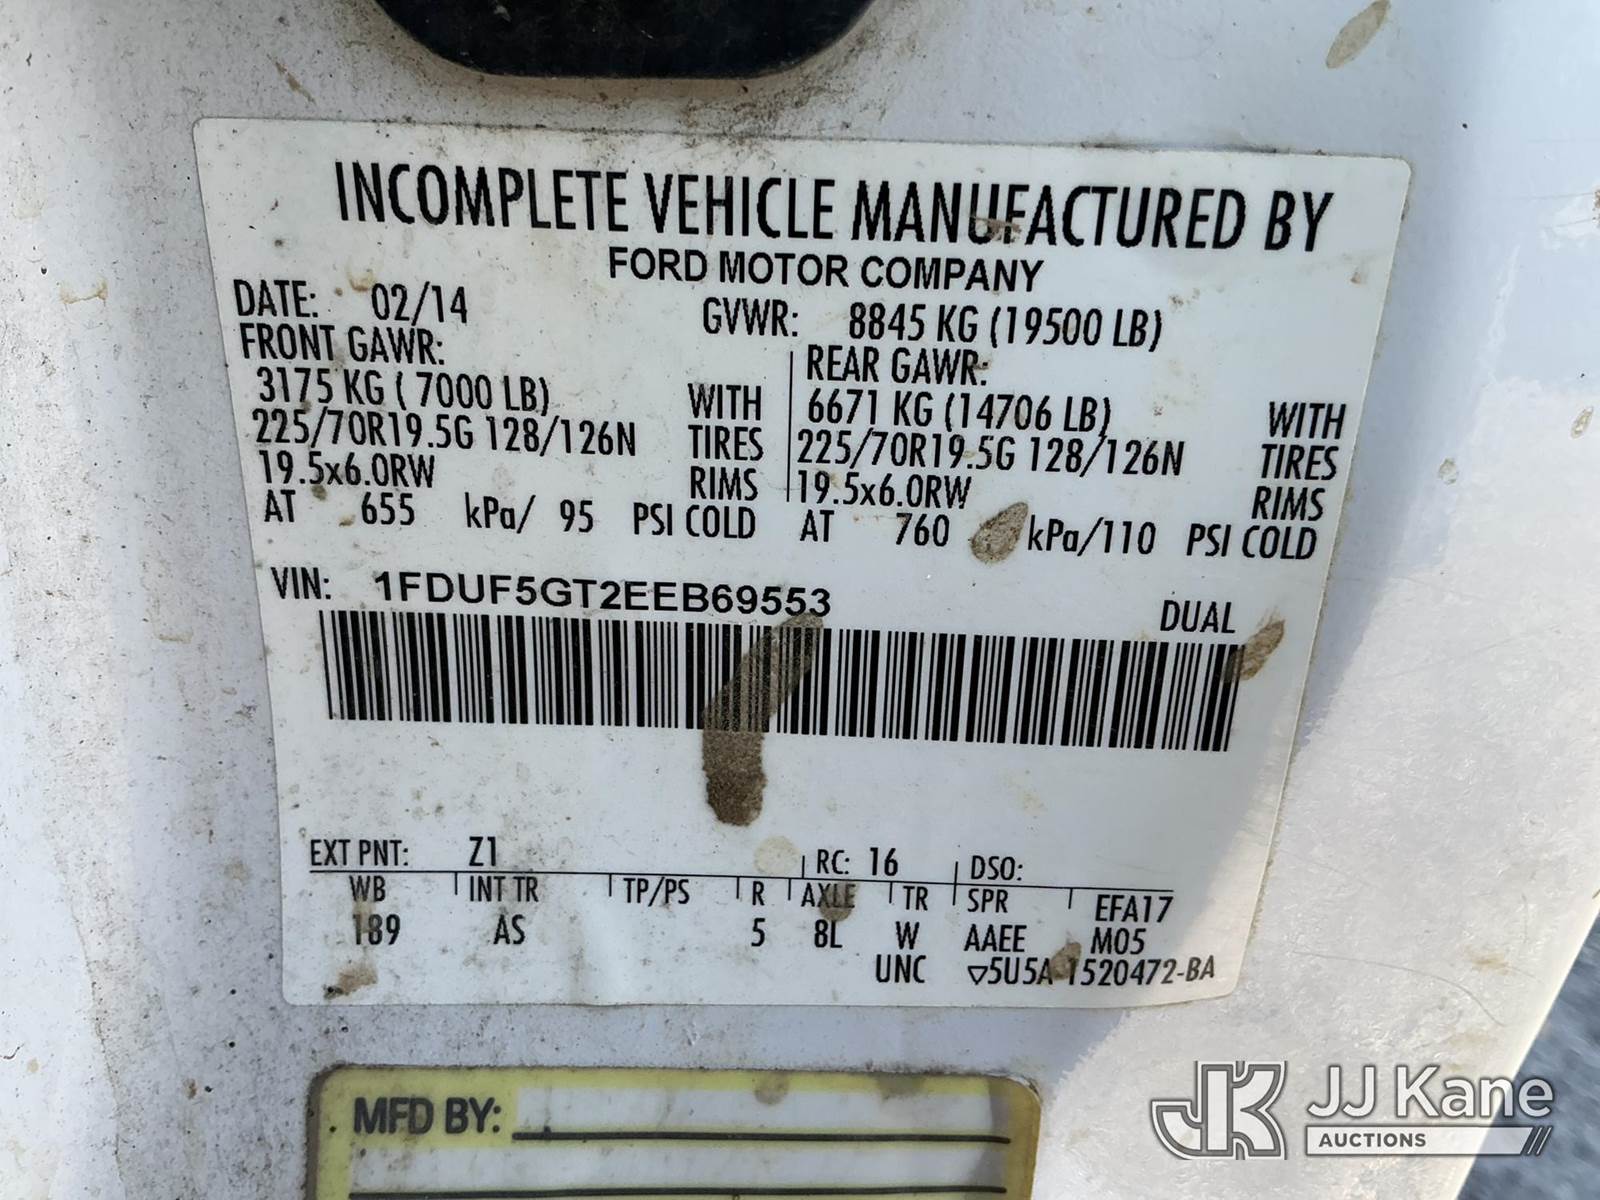 INCOMPLETE VEHICLE MANUFACTURED BY
FORD MOTOR COMPANY
DATE: 02/14 GVWR: 8845 KG (19500 LB)
FRONT GAWR: REAR GAWR:
3175 KG ( 7000 LB) WITH 6671 KG (14706 LB) WITH
225/70R19.5G 128/126N TIRES 225/70R19.5G 128/126N TIRES
19.5x6.0RW RIMS 19.5x6.0RW RIMS
AT 655 kPa/ 95 PSI COLD AT 760 kPa/110 PSI COLD
VIN: 1FDUF5GT2EEB69553 DUAL
EXT PNT: Z1 RC: 16 DSO:
WB INT TR TP/PS R AXLE TR SPR EFA17
189 AS 5 8L W AAEE M05
UNC ▽5U5A-1520472-BA
MFD BY:
JK JJ Kane
AUCTIONS